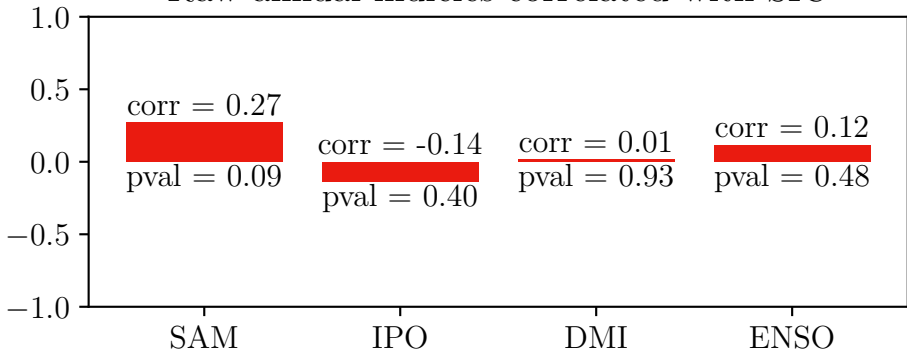 1.0
0.5
0.0
−0.5
−1.0
corr = 0.27
pval = 0.09
corr = -0.14
pval = 0.40
corr = 0.01
pval = 0.93
corr = 0.12
pval = 0.48
SAM IPO DMI ENSO